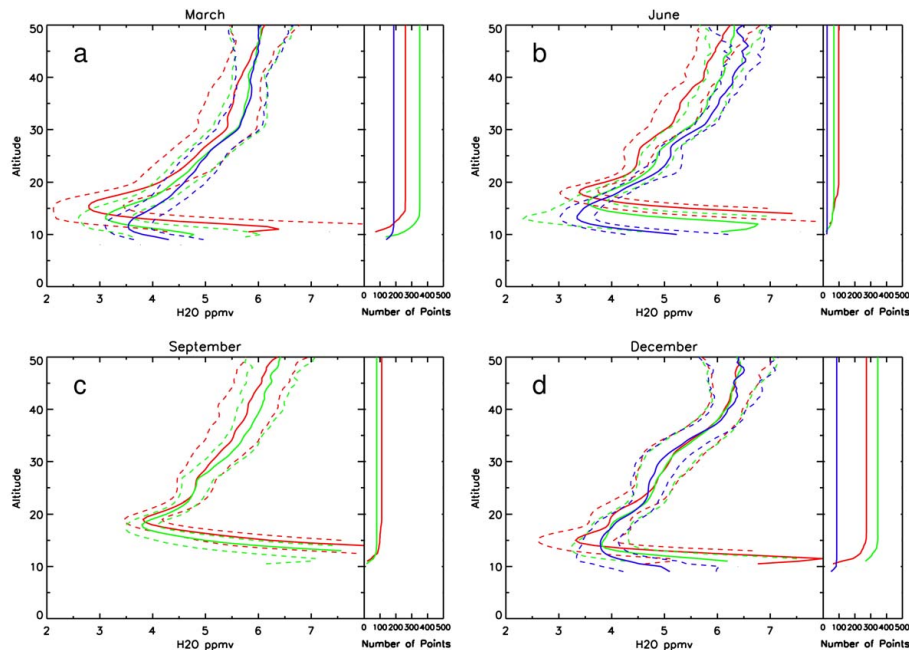 March
a
50
40
30
20
10
0
Altitude
2 3 4 5 6 7
H2O ppmv
0 100 200 300 400 500
Number of Points
June
b
50
40
30
20
10
0
Altitude
2 3 4 5 6 7
H2O ppmv
0 100 200 300 400 500
Number of Points
September
c
50
40
30
20
10
0
Altitude
2 3 4 5 6 7
H2O ppmv
0 100 200 300 400 500
Number of Points
December
d
50
40
30
20
10
0
Altitude
2 3 4 5 6 7
H2O ppmv
0 100 200 300 400 500
Number of Points